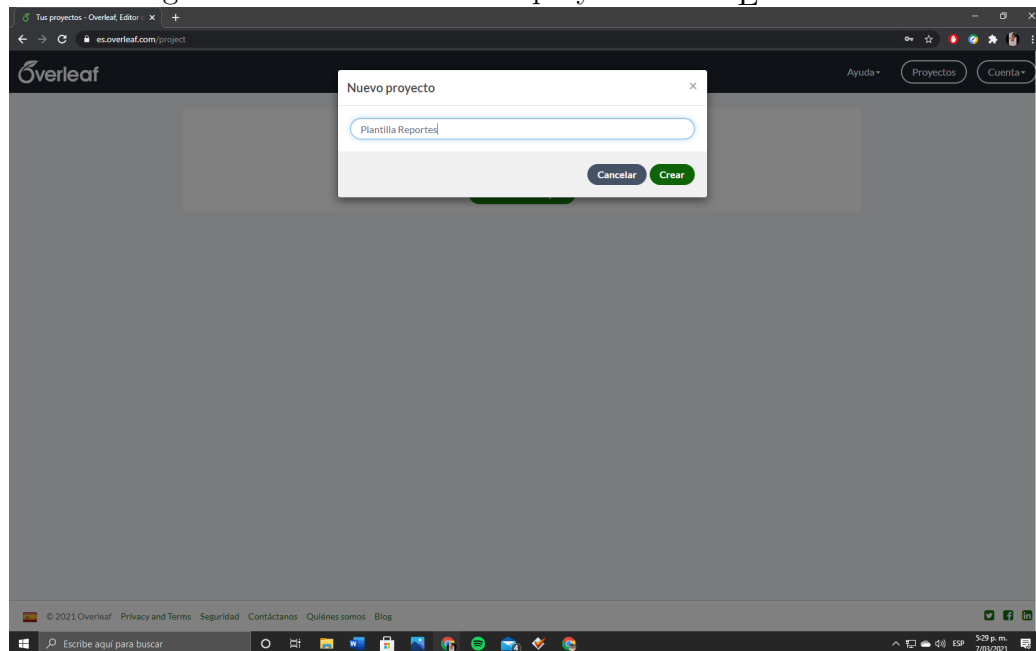 Tus proyectos - Overleaf, Editor
es.overleaf.com/project
Overleaf
Ayuda
Proyectos
Cuenta
Nuevo proyecto
Plantilla Reportes
Cancelar
Crear
© 2021 Overleaf Privacy and Terms Seguridad Contáctanos Quiénes somos Blog
Escribe aquí para buscar
ESP
5:29 p. m.
7/03/2021